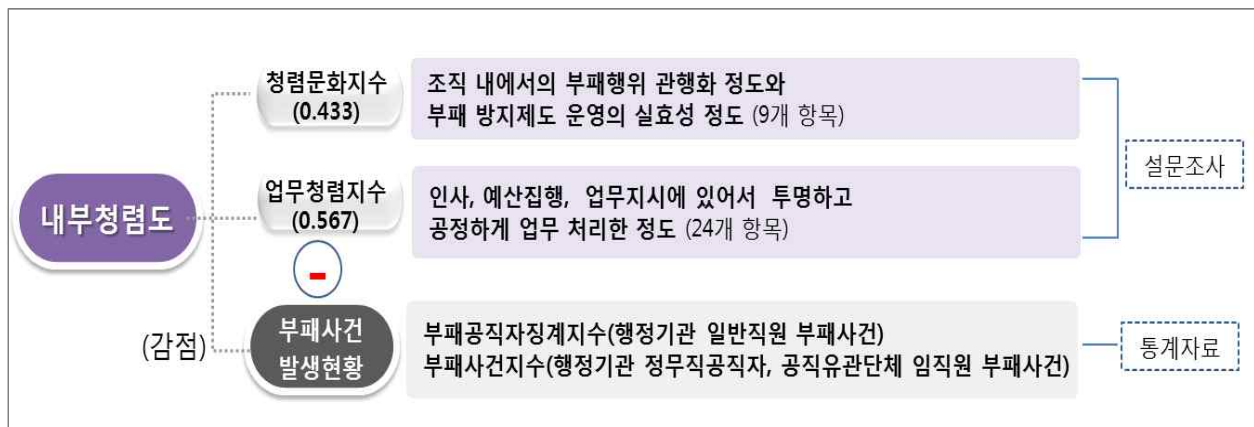 청렴문화지수
(0.433)
조직 내에서의 부패행위 관행화 정도와
부패 방지제도 운영의 실효성 정도 (9개 항목)
설문조사
내부청렴도
업무청렴지수
(0.567)
인사, 예산집행, 업무지시에 있어서 투명하고
공정하게 업무 처리한 정도 (24개 항목)
-
(감점)
부패사건
발생현황
부패공직자징계지수(행정기관 일반직원 부패사건)
부패사건지수(행정기관 정무직공직자, 공직유관단체 임직원 부패사건)
통계자료